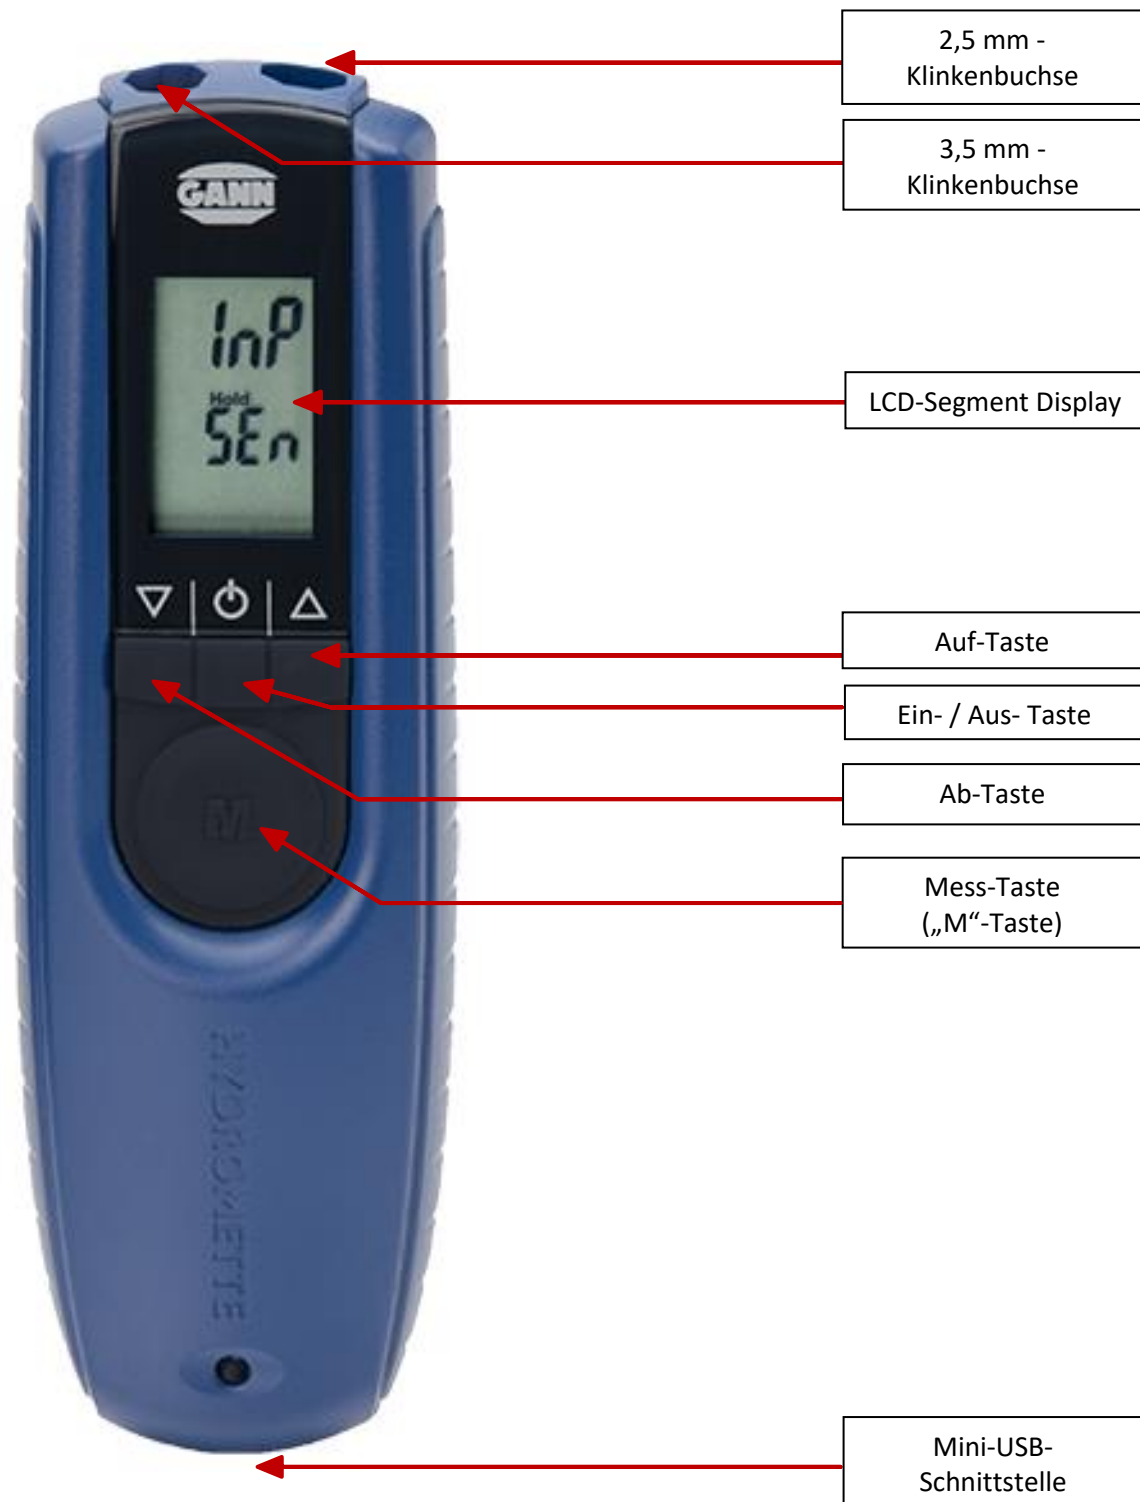 2,5 mm -
Klinkenbuchse
3,5 mm -
Klinkenbuchse
GANN
InP
Hold
SEn
LCD-Segment Display
Auf-Taste
Ein- / Aus- Taste
Ab-Taste
M
Mess-Taste
(„M“-Taste)
HYDROMETTE
Mini-USB-
Schnittstelle